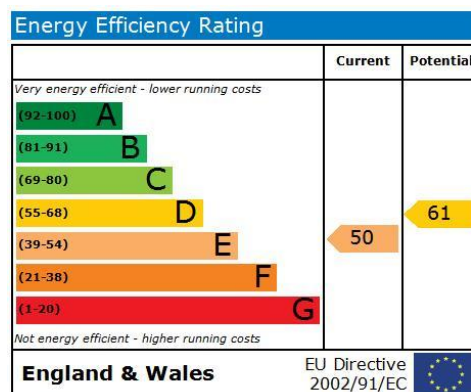 Energy Efficiency Rating
Current Potential
Very energy efficient - lower running costs
(92-100) A
(81-91) B
(69-80) C
(55-68) D
61
(39-54) E
50
(21-38) F
(1-20) G
Not energy efficient - higher running costs
England & Wales
EU Directive
2002/91/EC